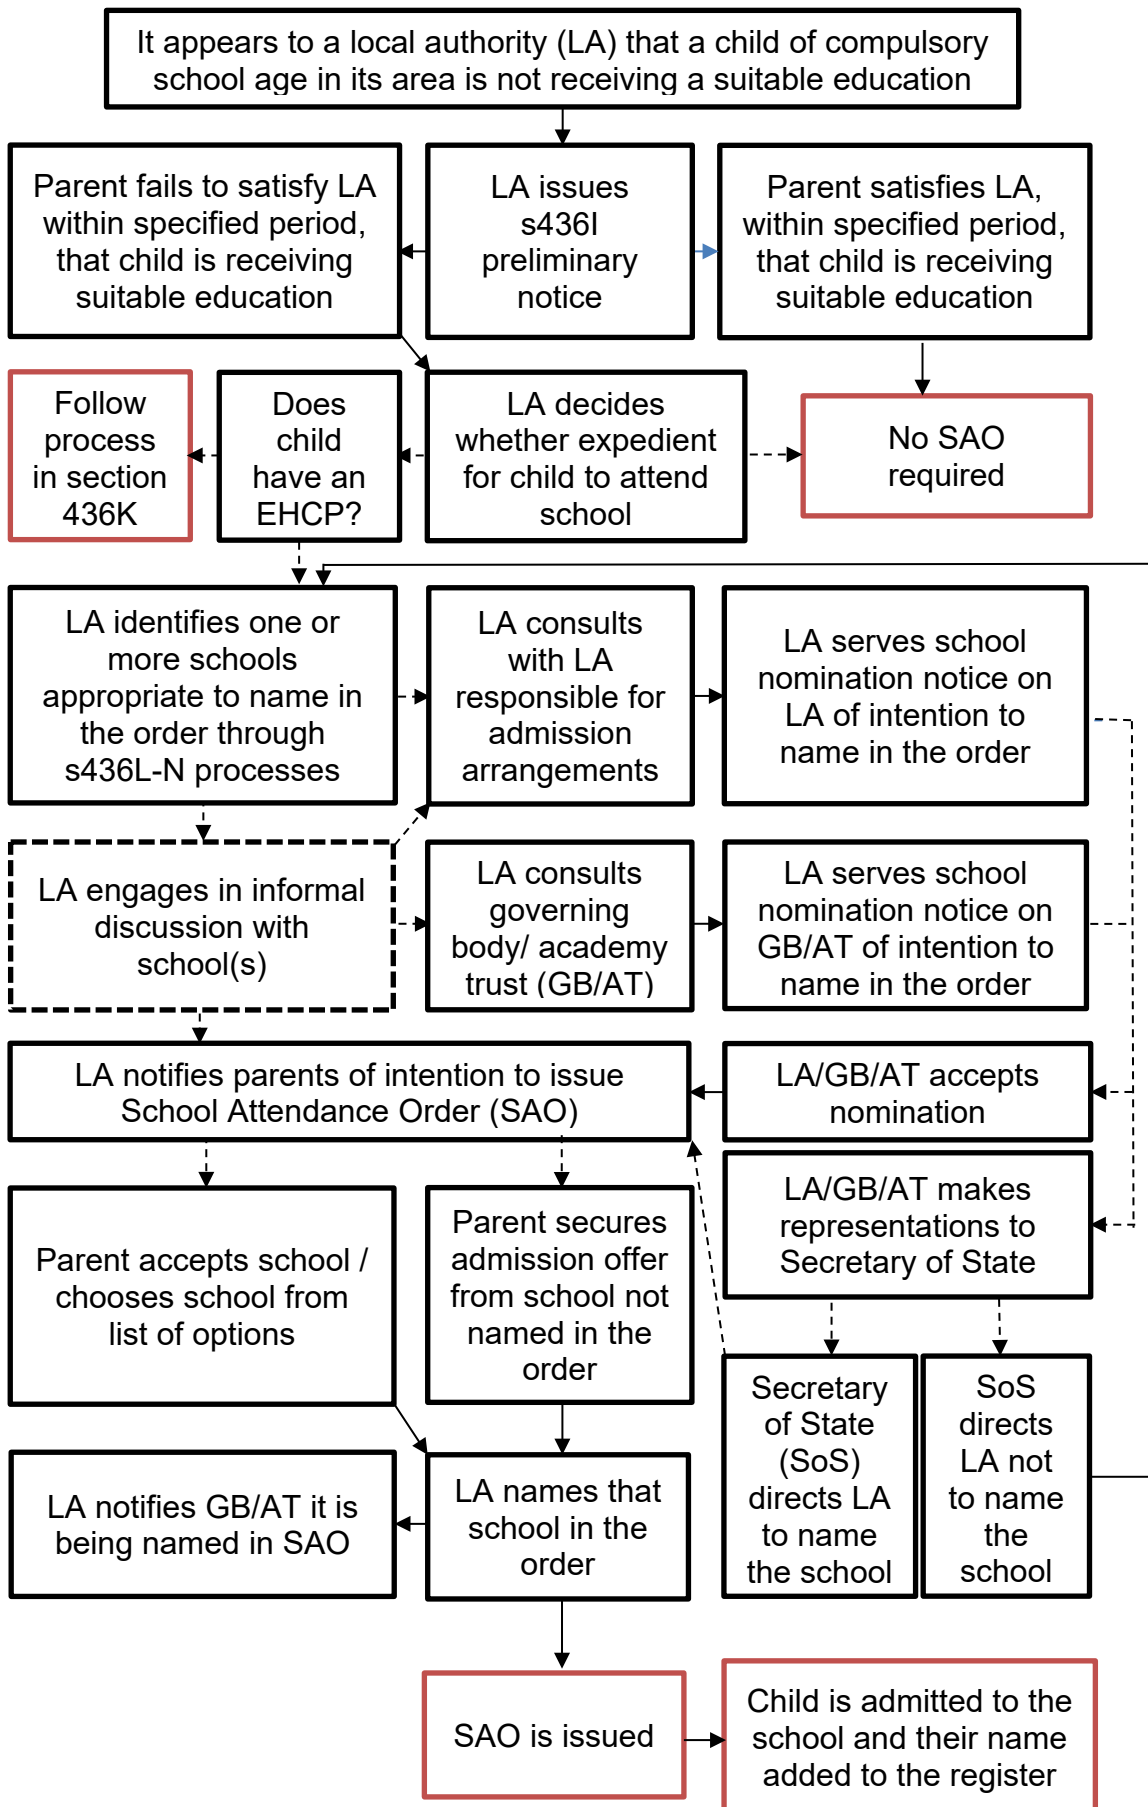 It appears to a local authority (LA) that a child of compulsory
school age in its area is not receiving a suitable education
Parent fails to satisfy LA
within specified period,
that child is receiving
suitable education
LA issues
s436I
preliminary
notice
Parent satisfies LA,
within specified period,
that child is receiving
suitable education
Follow
process
in section
436K
Does
child
have an
EHCP?
LA decides
whether expedient
for child to attend
school
No SAO
required
LA identifies one or
more schools
appropriate to name in
the order through
s436L-N processes
LA consults
with LA
responsible for
admission
arrangements
LA serves school
nomination notice on
LA of intention to
name in the order
LA engages in informal
discussion with
school(s)
LA consults
governing
body/ academy
trust (GB/AT)
LA serves school
nomination notice on
GB/AT of intention to
name in the order
LA notifies parents of intention to issue
School Attendance Order (SAO)
LA/GB/AT accepts
nomination
LA/GB/AT makes
representations to
Secretary of State
Parent accepts school /
chooses school from
list of options
Parent secures
admission offer
from school not
named in the
order
Secretary
of State
(SoS)
directs LA
to name
the school
SoS
directs
LA not
to name
the
school
LA notifies GB/AT it is
being named in SAO
LA names that
school in the
order
SAO is issued
Child is admitted to the
school and their name
added to the register